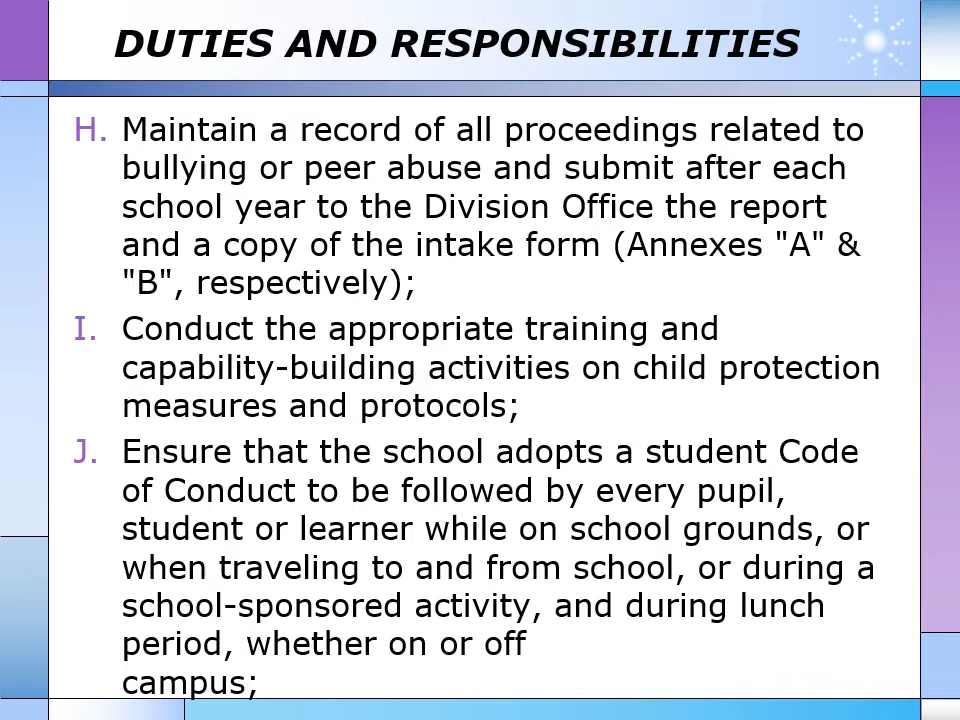 DUTIES AND RESPONSIBILITIES
H. Maintain a record of all proceedings related to
bullying or peer abuse and submit after each
school year to the Division Office the report
and a copy of the intake form (Annexes "A" &
"B", respectively);
I. Conduct the appropriate training and
capability-building activities on child protection
measures and protocols;
J. Ensure that the school adopts a student Code
of Conduct to be followed by every pupil,
student or learner while on school grounds, or
when traveling to and from school, or during a
school-sponsored activity, and during lunch
period, whether on or off
campus;